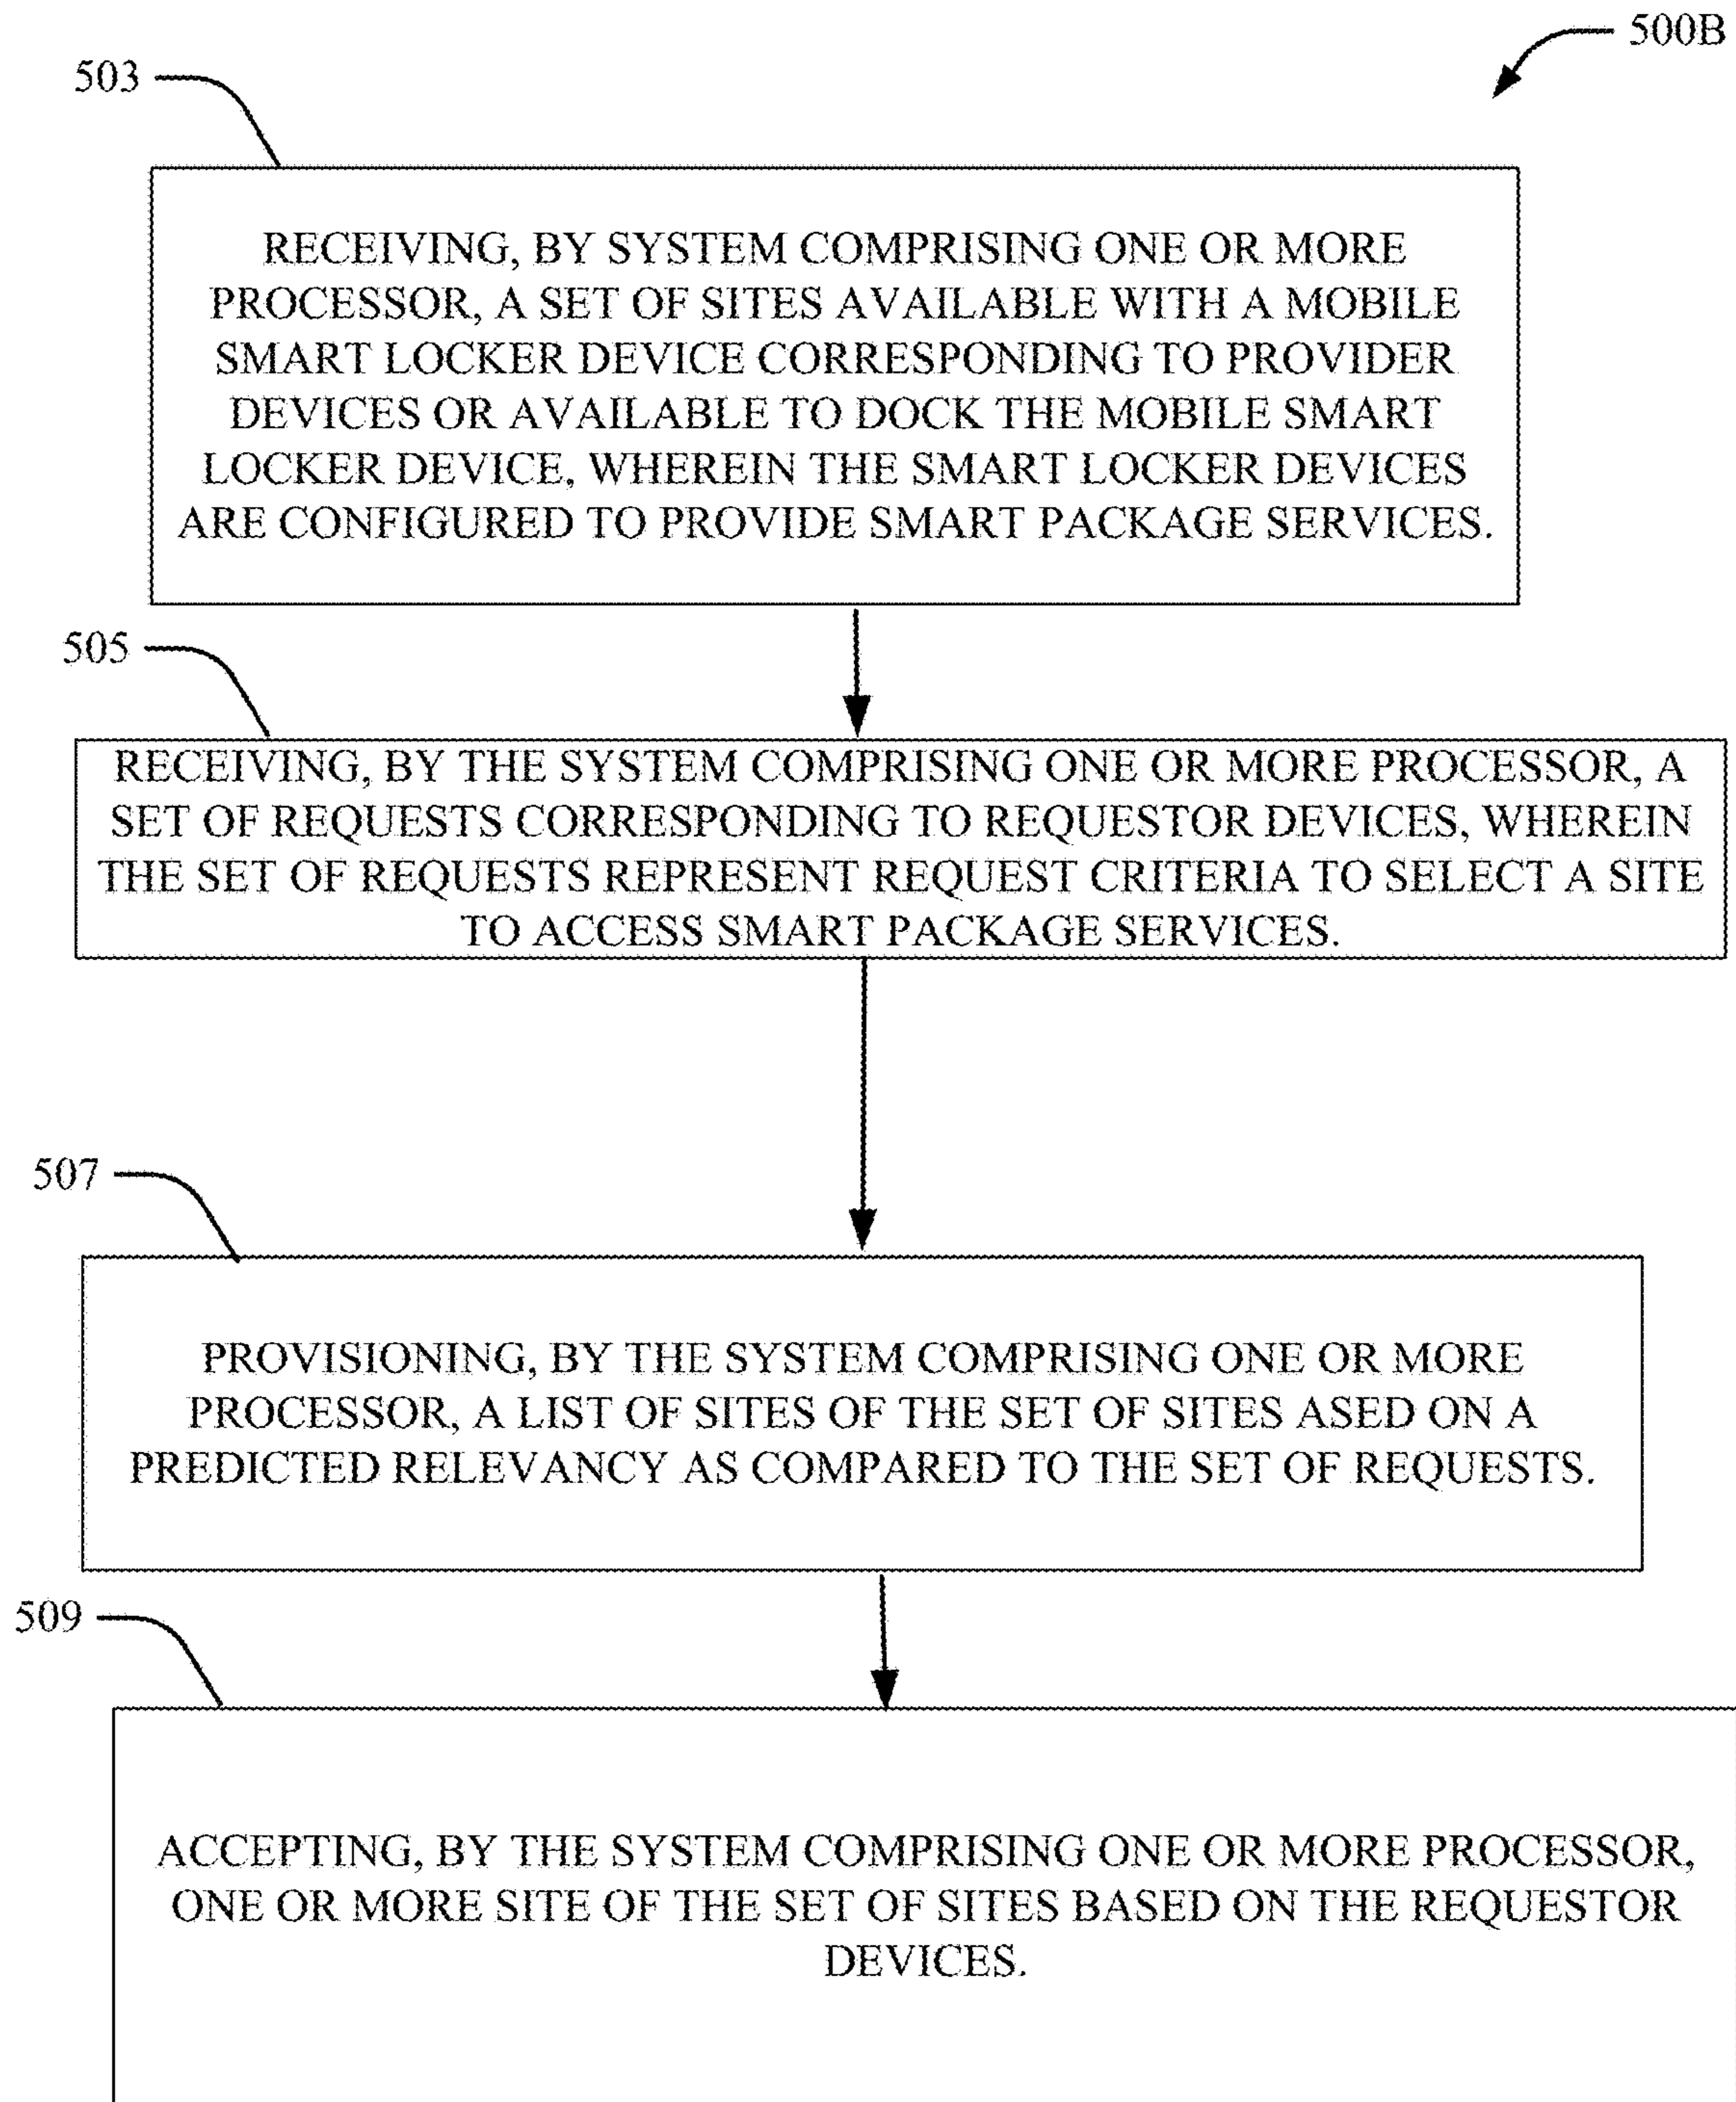 500B
503
RECEIVING, BY SYSTEM COMPRISING ONE OR MORE
PROCESSOR, A SET OF SITES AVAILABLE WITH A MOBILE
SMART LOCKER DEVICE CORRESPONDING TO PROVIDER
DEVICES OR AVAILABLE TO DOCK THE MOBILE SMART
LOCKER DEVICE, WHEREIN THE SMART LOCKER DEVICES
ARE CONFIGURED TO PROVIDE SMART PACKAGE SERVICES.
505
RECEIVING, BY THE SYSTEM COMPRISING ONE OR MORE PROCESSOR, A
SET OF REQUESTS CORRESPONDING TO REQUESTOR DEVICES, WHEREIN
THE SET OF REQUESTS REPRESENT REQUEST CRITERIA TO SELECT A SITE
TO ACCESS SMART PACKAGE SERVICES.
507
PROVISIONING, BY THE SYSTEM COMPRISING ONE OR MORE
PROCESSOR, A LIST OF SITES OF THE SET OF SITES ASED ON A
PREDICTED RELEVANCY AS COMPARED TO THE SET OF REQUESTS.
509
ACCEPTING, BY THE SYSTEM COMPRISING ONE OR MORE PROCESSOR,
ONE OR MORE SITE OF THE SET OF SITES BASED ON THE REQUESTOR
DEVICES.